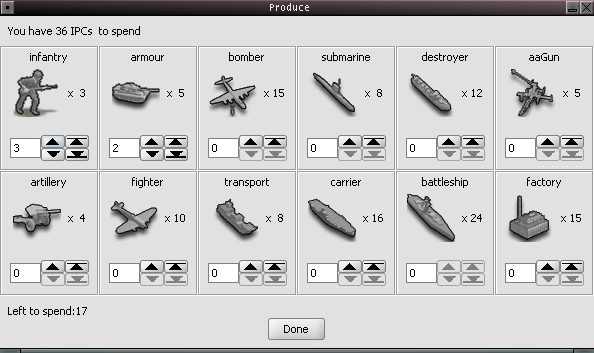 Produce
You have 36 IPCs to spend
infantry armour bomber submarine destroyer aaGun
x 3 x 5 x 15 x 8 x 12 x 5
3 2 0 0 0 0
artillery fighter transport carrier battleship factory
x 4 x 10 x 8 x 16 x 24 x 15
0 0 0 0 0 0
Left to spend:17
Done